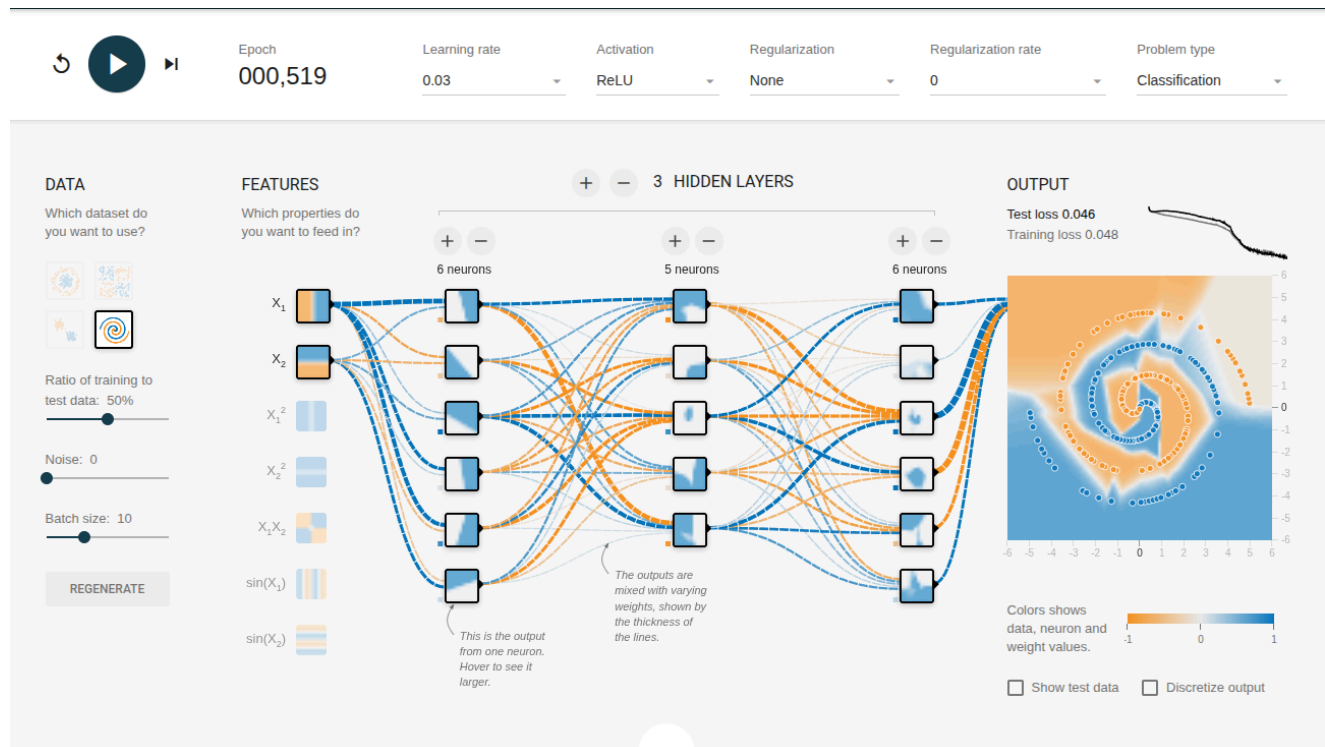 Epoch
000,519
Learning rate
0.03
Activation
ReLU
Regularization
None
Regularization rate
0
Problem type
Classification
DATA
Which dataset do
you want to use?
Ratio of training to
test data: 50%
Noise: 0
Batch size: 10
REGENERATE
FEATURES
Which properties do
you want to feed in?
X₁
X₂
X₁²
X₂²
X₁X₂
sin(X₁)
sin(X₂)
+ − 3 HIDDEN LAYERS
+ −
6 neurons
+ −
5 neurons
+ −
6 neurons
This is the output
from one neuron.
Hover to see it
larger.
The outputs are
mixed with varying
weights, shown by
the thickness of
the lines.
OUTPUT
Test loss 0.046
Training loss 0.048
6
5
4
3
2
1
0
-1
-2
-3
-4
-5
-6
-6 -5 -4 -3 -2 -1 0 1 2 3 4 5 6
Colors shows
data, neuron and
weight values.
-1 0 1
Show test data
Discretize output